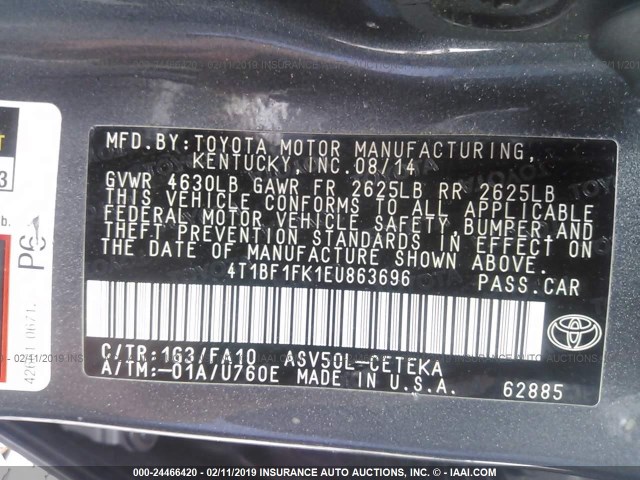 MFD.BY:TOYOTA MOTOR MANUFACTURING,
KENTUCKY,INC.08/14
GVWR 4630LB GAWR FR 2625LB RR 2625LB
THIS VEHICLE CONFORMS TO ALL APPLICABLE
FEDERAL MOTOR VEHICLE SAFETY,BUMPER AND
THEFT PREVENTION STANDARDS IN EFFECT ON
THE DATE OF MANUFACTURE SHOWN ABOVE.
4T1BF1FK1EU863696 PASS.CAR
C/TR:1G3/FA10 ASV50L-CETEKA
A/TM:-01A/U760E MADE IN U.S.A. 62885
TOYOTA
3
b.
P6
000-24466420 - 02/11/2019 INSURANCE AUTO AUCTIONS, INC. - IAAI.COM